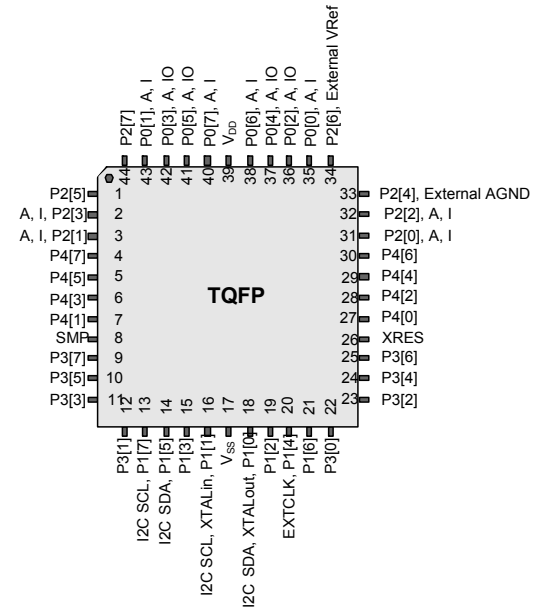 P2[7]
P0[1], A, I
P0[3], A, IO
P0[5], A, IO
P0[7], A, I
VDD
P0[6], A, I
P0[4], A, IO
P0[2], A, IO
P0[0], A, I
P2[6], External VRef
44
43
42
41
40
39
38
37
36
35
34
P2[5] 1
A, I, P2[3] 2
A, I, P2[1] 3
P4[7] 4
P4[5] 5
P4[3] 6
P4[1] 7
SMP 8
P3[7] 9
P3[5] 10
P3[3] 11
TQFP
33 P2[4], External AGND
32 P2[2], A, I
31 P2[0], A, I
30 P4[6]
29 P4[4]
28 P4[2]
27 P4[0]
26 XRES
25 P3[6]
24 P3[4]
23 P3[2]
12
13
14
15
16
17
18
19
20
21
22
P3[1]
I2C SCL, P1[7]
I2C SDA, P1[5]
P1[3]
I2C SCL, XTALin, P1[1]
VSS
I2C SDA, XTALout, P1[0]
P1[2]
EXTCLK, P1[4]
P1[6]
P3[0]